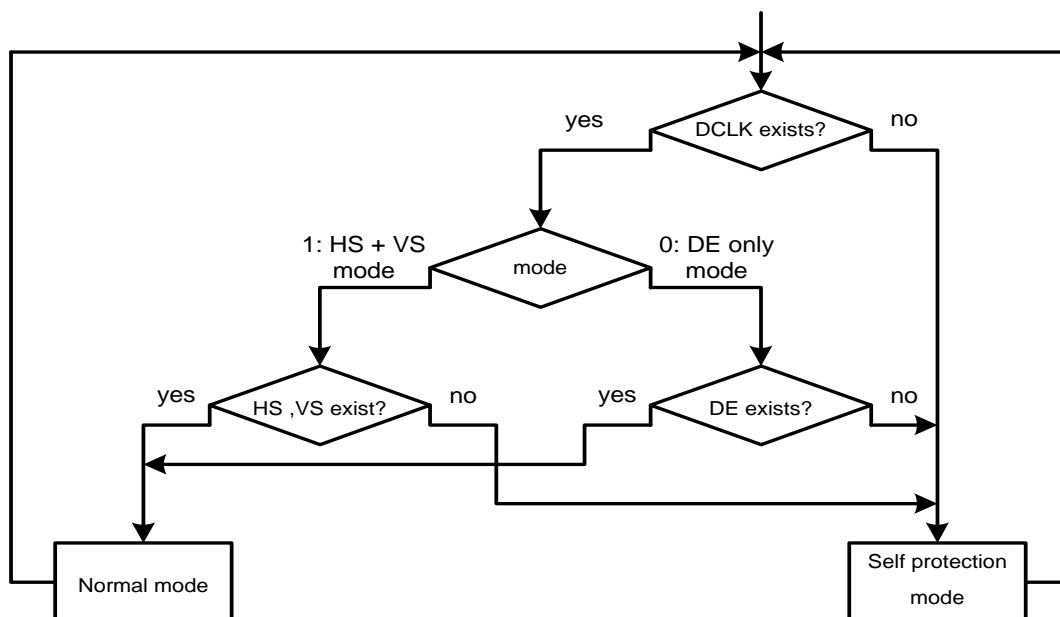 yes
DCLK exists?
no
1: HS + VS
mode
mode
0: DE only
mode
yes
HS ,VS exist?
no
yes
DE exists?
no
Normal mode
Self protection
mode